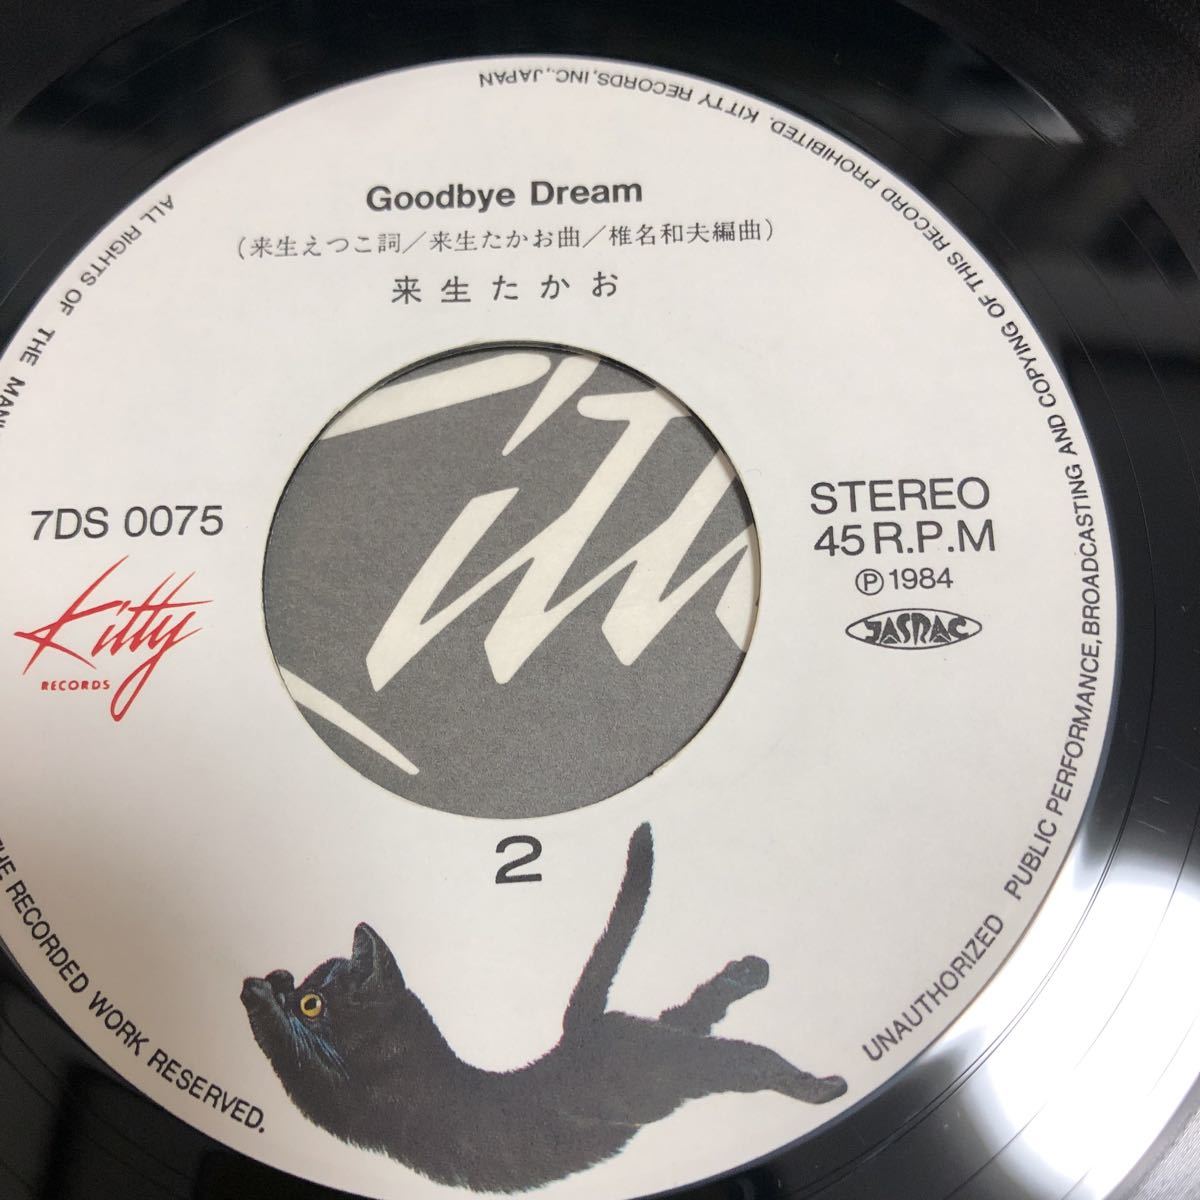 Goodbye Dream
（来生えつこ詞／来生たかお曲／椎名和夫編曲）
来生たかお
7DS 0075
Kitty
RECORDS
STEREO
45 R.P.M
Ⓟ 1984
JASRAC
2
ALL RIGHTS OF THE
THE RECORDED WORK RESERVED.
UNAUTHORIZED PUBLIC PERFORMANCE, BROADCASTING AND COPYING OF THIS RECORD PROHIBITED. KITTY RECORDS, INC., JAPAN